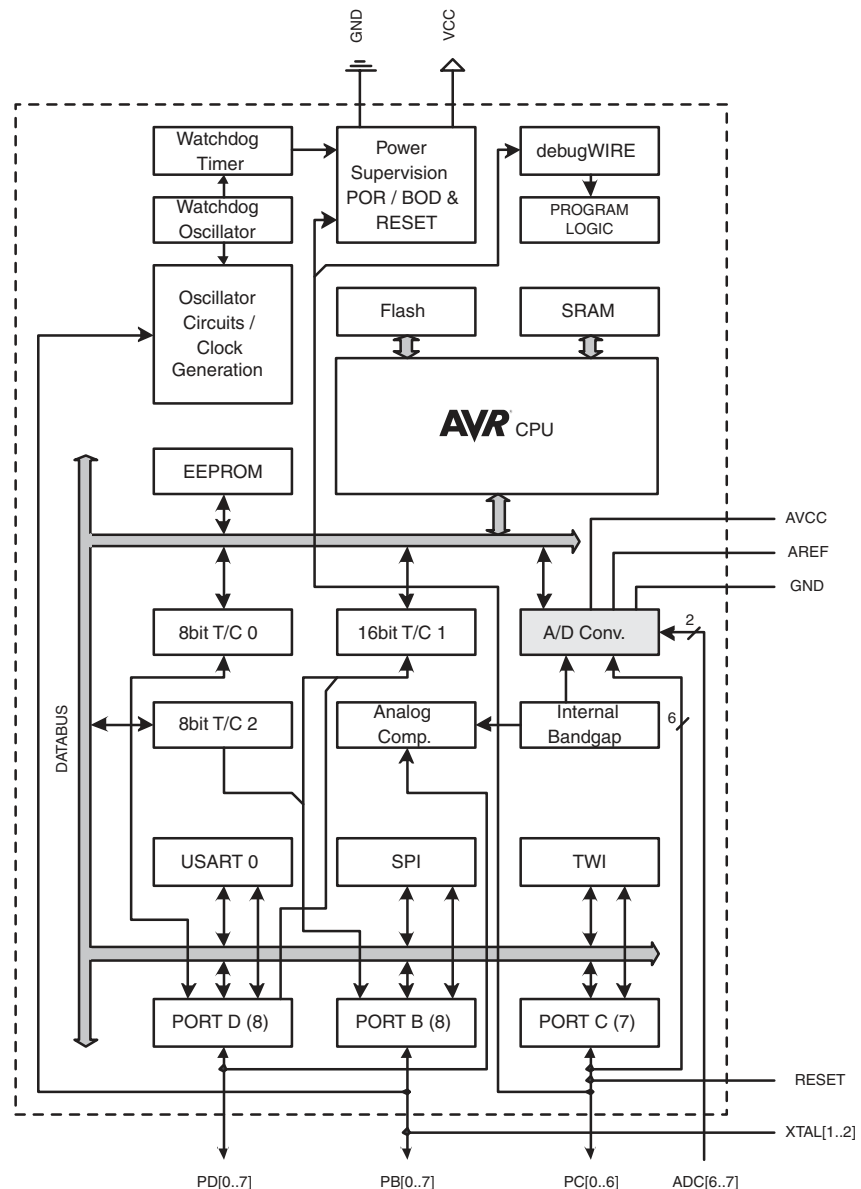 GND
VCC
Watchdog
Timer
Power
Supervision
POR / BOD &
RESET
debugWIRE
Watchdog
Oscillator
PROGRAM
LOGIC
Oscillator
Circuits /
Clock
Generation
Flash
SRAM
AVR CPU
EEPROM
AVCC
AREF
GND
8bit T/C 0
16bit T/C 1
A/D Conv.
2
8bit T/C 2
Analog
Comp.
Internal
Bandgap
6
DATABUS
USART 0
SPI
TWI
PORT D (8)
PORT B (8)
PORT C (7)
RESET
XTAL[1..2]
PD[0..7]
PB[0..7]
PC[0..6]
ADC[6..7]